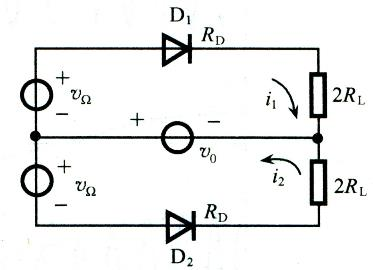 D₁
R_D
+
v_Ω
−
i₁
2R_L
+
−
v₀
+
v_Ω
−
i₂
2R_L
R_D
D₂